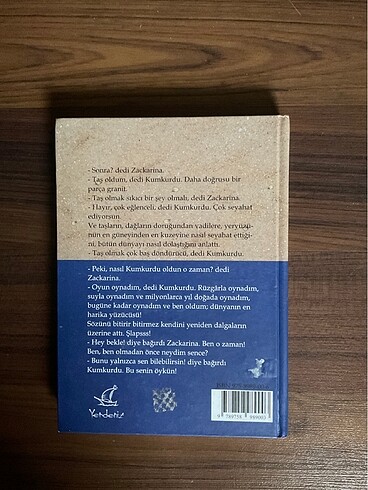 - Sonra? dedi Zackarina.
- Taş oldum, dedi Kumkurdu. Daha doğrusu bir
parça granit.
- Taş olmak sıkıcı bir şey olmalı, dedi Zackarina.
- Hayır, çok eğlenceli, dedi Kumkurdu. Çok seyahat
ediyorsun.
Ve taşların, dağların doruğundan vadilere, yeryüzü-
nün en güneyinden en kuzeyine nasıl seyahat ettiği-
ni, bütün dünyayı nasıl dolaştığını anlattı.
- Taş olmak çok baş döndürücü, dedi Kumkurdu.
- Peki, nasıl Kumkurdu oldun o zaman? dedi
Zackarina.
- Oyun oynadım, dedi Kumkurdu. Rüzgârla oynadım,
suyla oynadım ve milyonlarca yıl doğada oynadım,
bugüne kadar oynadım ve ben oldum; dünyanın en
harika yüzücüsü!
Sözünü bitirir bitirmez kendini yeniden dalgaların
üzerine attı. Şlapsss!
- Hey bekle! diye bağırdı Zackarina. Ben o zaman!
Ben, ben olmadan önce neydim sence?
- Bunu yalnızca sen bilebilirsin! diye bağırdı
Kumkurdu. Bu senin öykün!
Yerdeniz